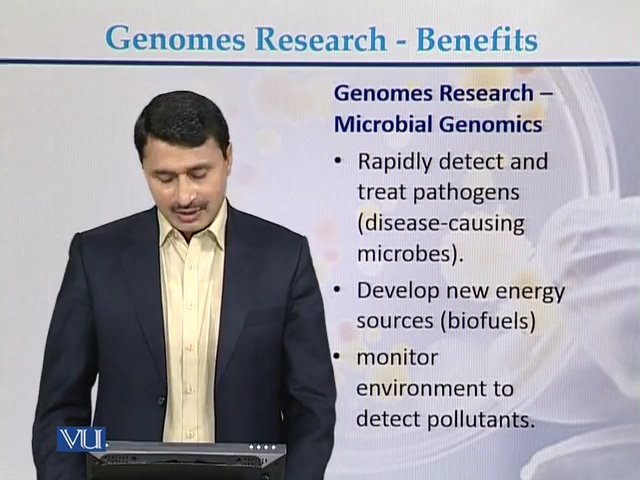 Genomes Research - Benefits
Genomes Research –
Microbial Genomics
• Rapidly detect and
treat pathogens
(disease-causing
microbes).
• Develop new energy
sources (biofuels)
• monitor
environment to
detect pollutants.
VU